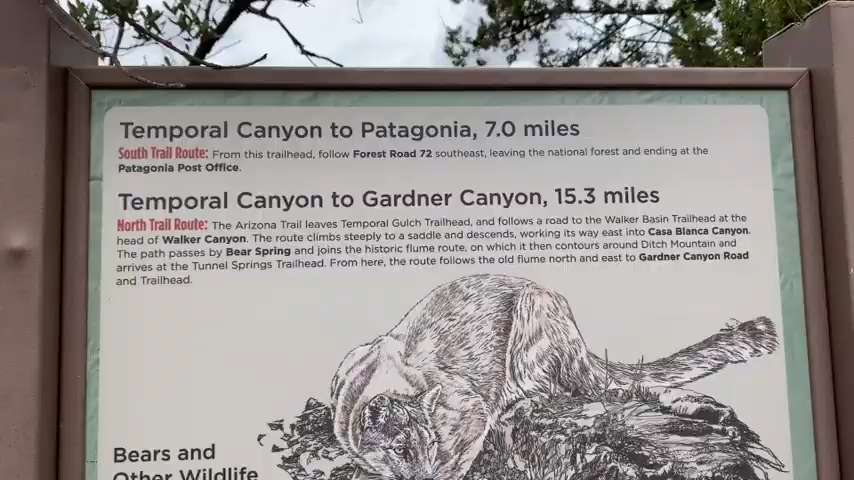 Temporal Canyon to Patagonia, 7.0 miles
South Trail Route: From this trailhead, follow Forest Road 72 southeast, leaving the national forest and ending at the
Patagonia Post Office.
Temporal Canyon to Gardner Canyon, 15.3 miles
North Trail Route: The Arizona Trail leaves Temporal Gulch Trailhead, and follows a road to the Walker Basin Trailhead at the
head of Walker Canyon. The route climbs steeply to a saddle and descends, working its way east into Casa Blanca Canyon.
The path passes by Bear Spring and joins the historic flume route, on which it then contours around Ditch Mountain and
arrives at the Tunnel Springs Trailhead. From here, the route follows the old flume north and east to Gardner Canyon Road
and Trailhead.
Bears and
Other Wildlife